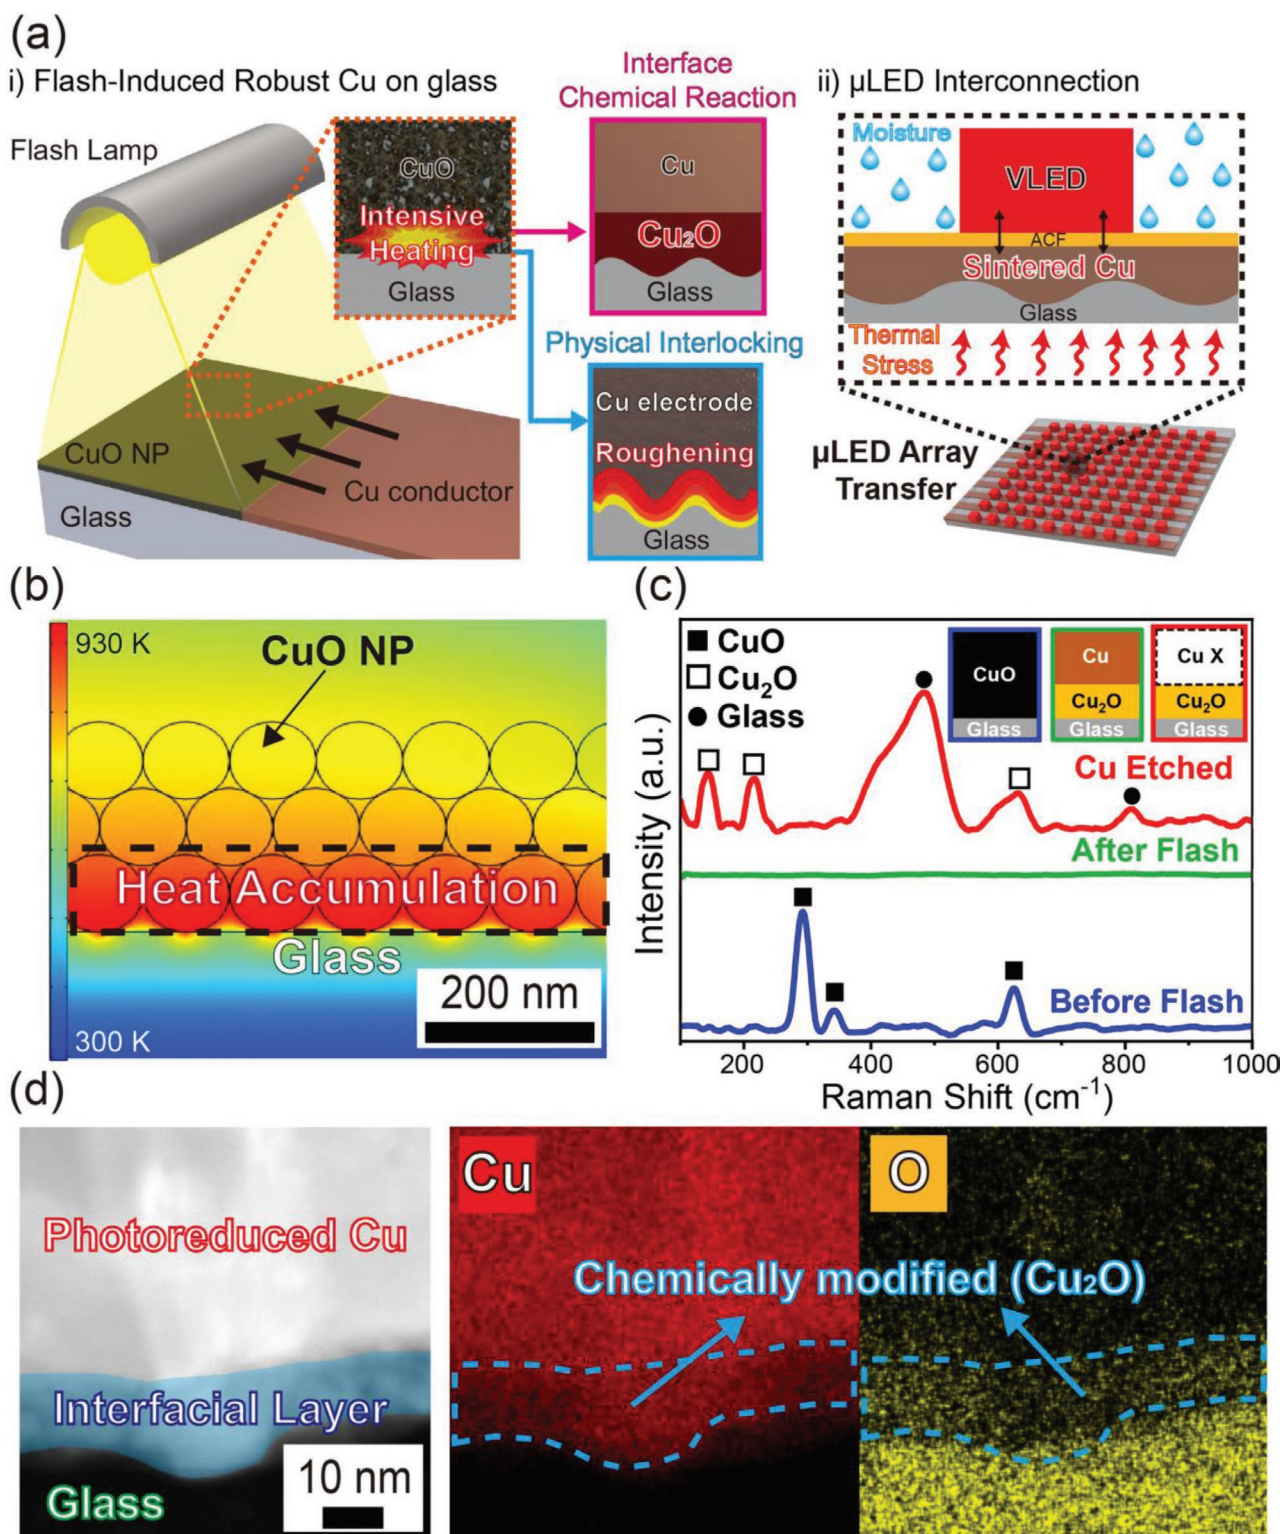 (a)
i) Flash-Induced Robust Cu on glass
Flash Lamp
CuO
Intensive
Heating
Glass
CuO NP
Glass
Cu conductor
Interface
Chemical Reaction
Cu
Cu₂O
Glass
Physical Interlocking
Cu electrode
Roughening
Glass
ii) μLED Interconnection
Moisture
VLED
ACF
Sintered Cu
Glass
Thermal
Stress
μLED Array
Transfer
(b)
930 K
CuO NP
Heat Accumulation
Glass
200 nm
300 K
(c)
Intensity (a.u.)
■ CuO
□ Cu₂O
● Glass
CuO
Glass
Cu
Cu₂O
Glass
Cu X
Cu₂O
Glass
Cu Etched
After Flash
Before Flash
200 400 600 800 1000
Raman Shift (cm⁻¹)
(d)
Photoreduced Cu
Interfacial Layer
Glass
10 nm
Cu
O
Chemically modified (Cu₂O)